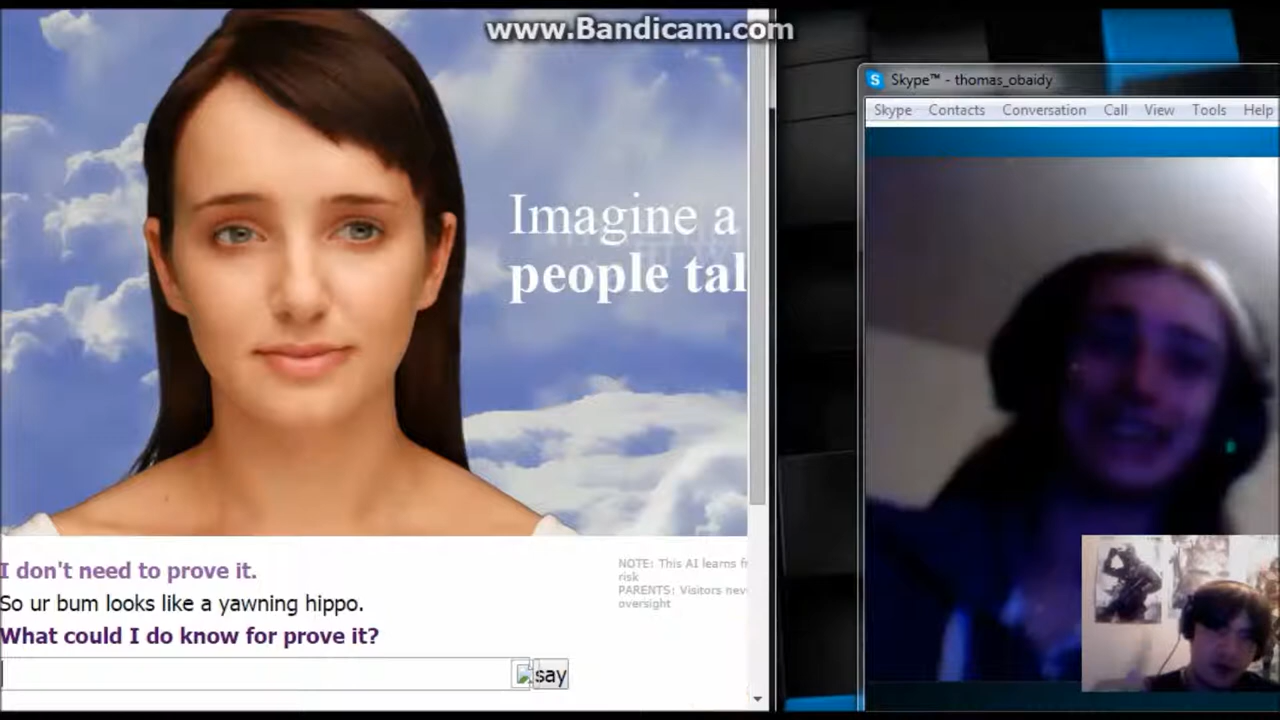 www.Bandicam.com
Skype™ - thomas_obaidy
Skype Contacts Conversation Call View Tools Help
Imagine a
people tal
I don't need to prove it.
So ur bum looks like a yawning hippo.
What could I do know for prove it?
say
NOTE: This AI learns f
risk
PARENTS: Visitors nev
oversight